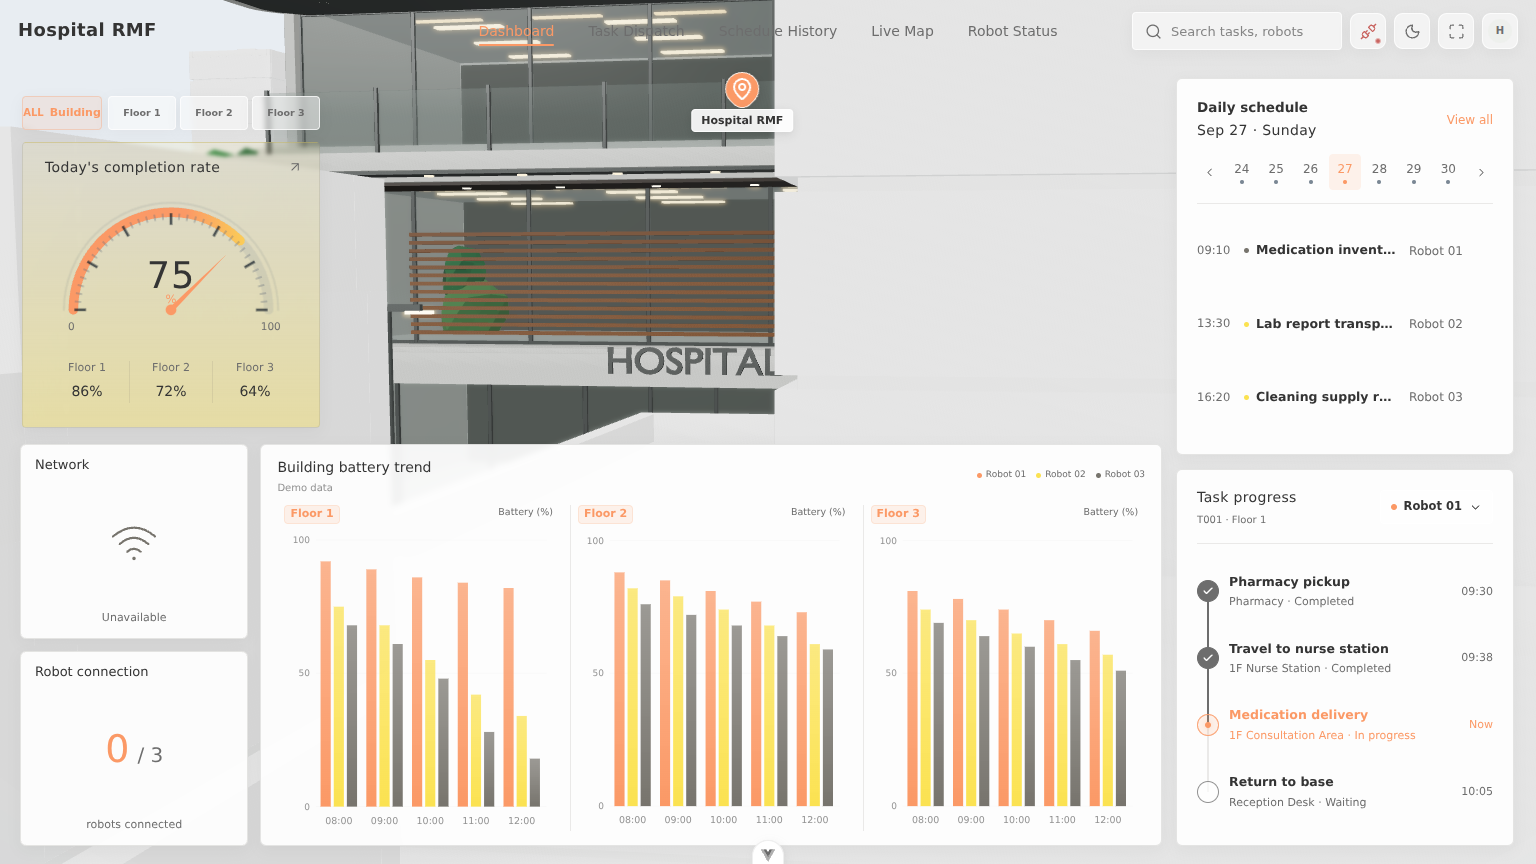 Hospital RMF
Dashboard
Task Dispatch
Schedule History
Live Map
Robot Status
Search tasks, robots
H
ALL Building
Floor 1
Floor 2
Floor 3
Hospital RMF
Today's completion rate
75
%
0
100
Floor 1
Floor 2
Floor 3
86%
72%
64%
HOSPITAL
Daily schedule
Sep 27 · Sunday
View all
24 25 26 27 28 29 30
09:10 Medication invent... Robot 01
13:30 Lab report transp... Robot 02
16:20 Cleaning supply r... Robot 03
Network
Unavailable
Robot connection
0 / 3
robots connected
Building battery trend
Demo data
Robot 01 Robot 02 Robot 03
Floor 1
Battery (%)
100
50
0
08:00 09:00 10:00 11:00 12:00
Floor 2
Battery (%)
100
50
0
08:00 09:00 10:00 11:00 12:00
Floor 3
Battery (%)
100
50
0
08:00 09:00 10:00 11:00 12:00
Task progress
T001 · Floor 1
Robot 01
Pharmacy pickup
Pharmacy · Completed
09:30
Travel to nurse station
1F Nurse Station · Completed
09:38
Medication delivery
1F Consultation Area · In progress
Now
Return to base
Reception Desk · Waiting
10:05